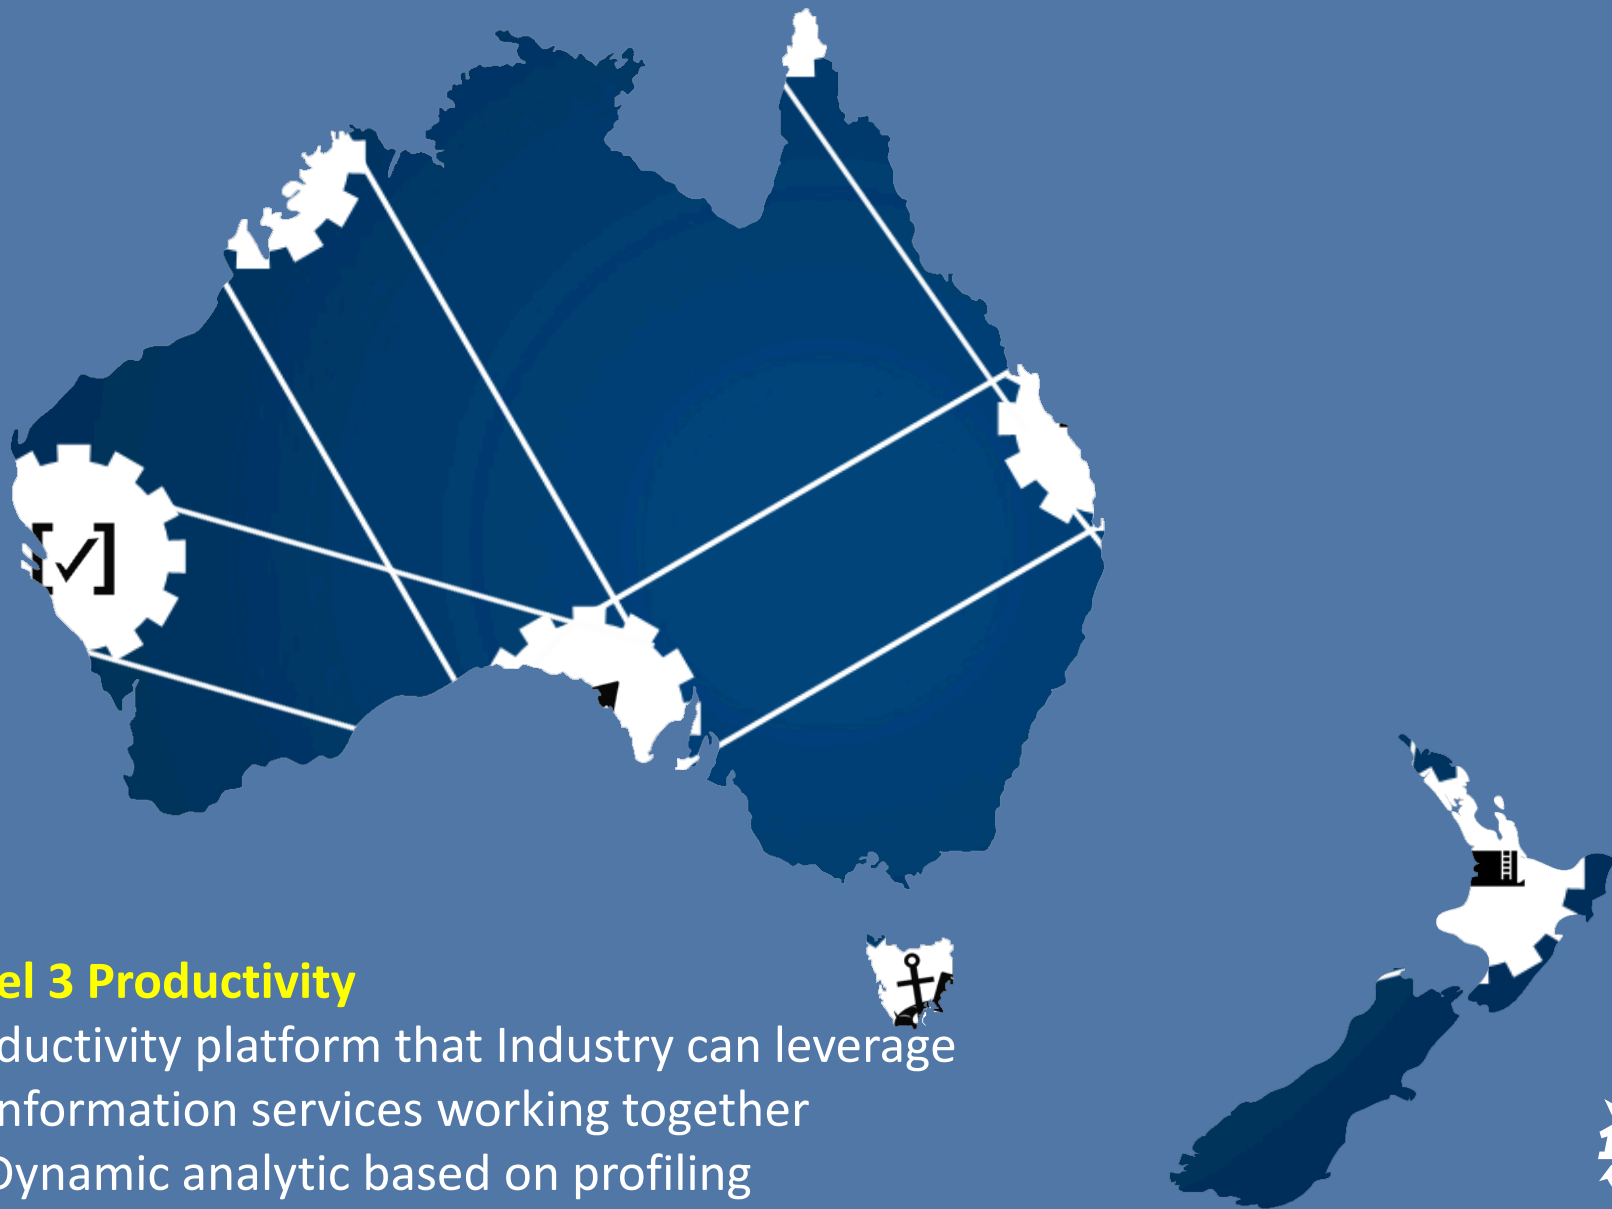 el 3 Productivity
ductivity platform that Industry can leverage
nformation services working together
Dynamic analytic based on profiling